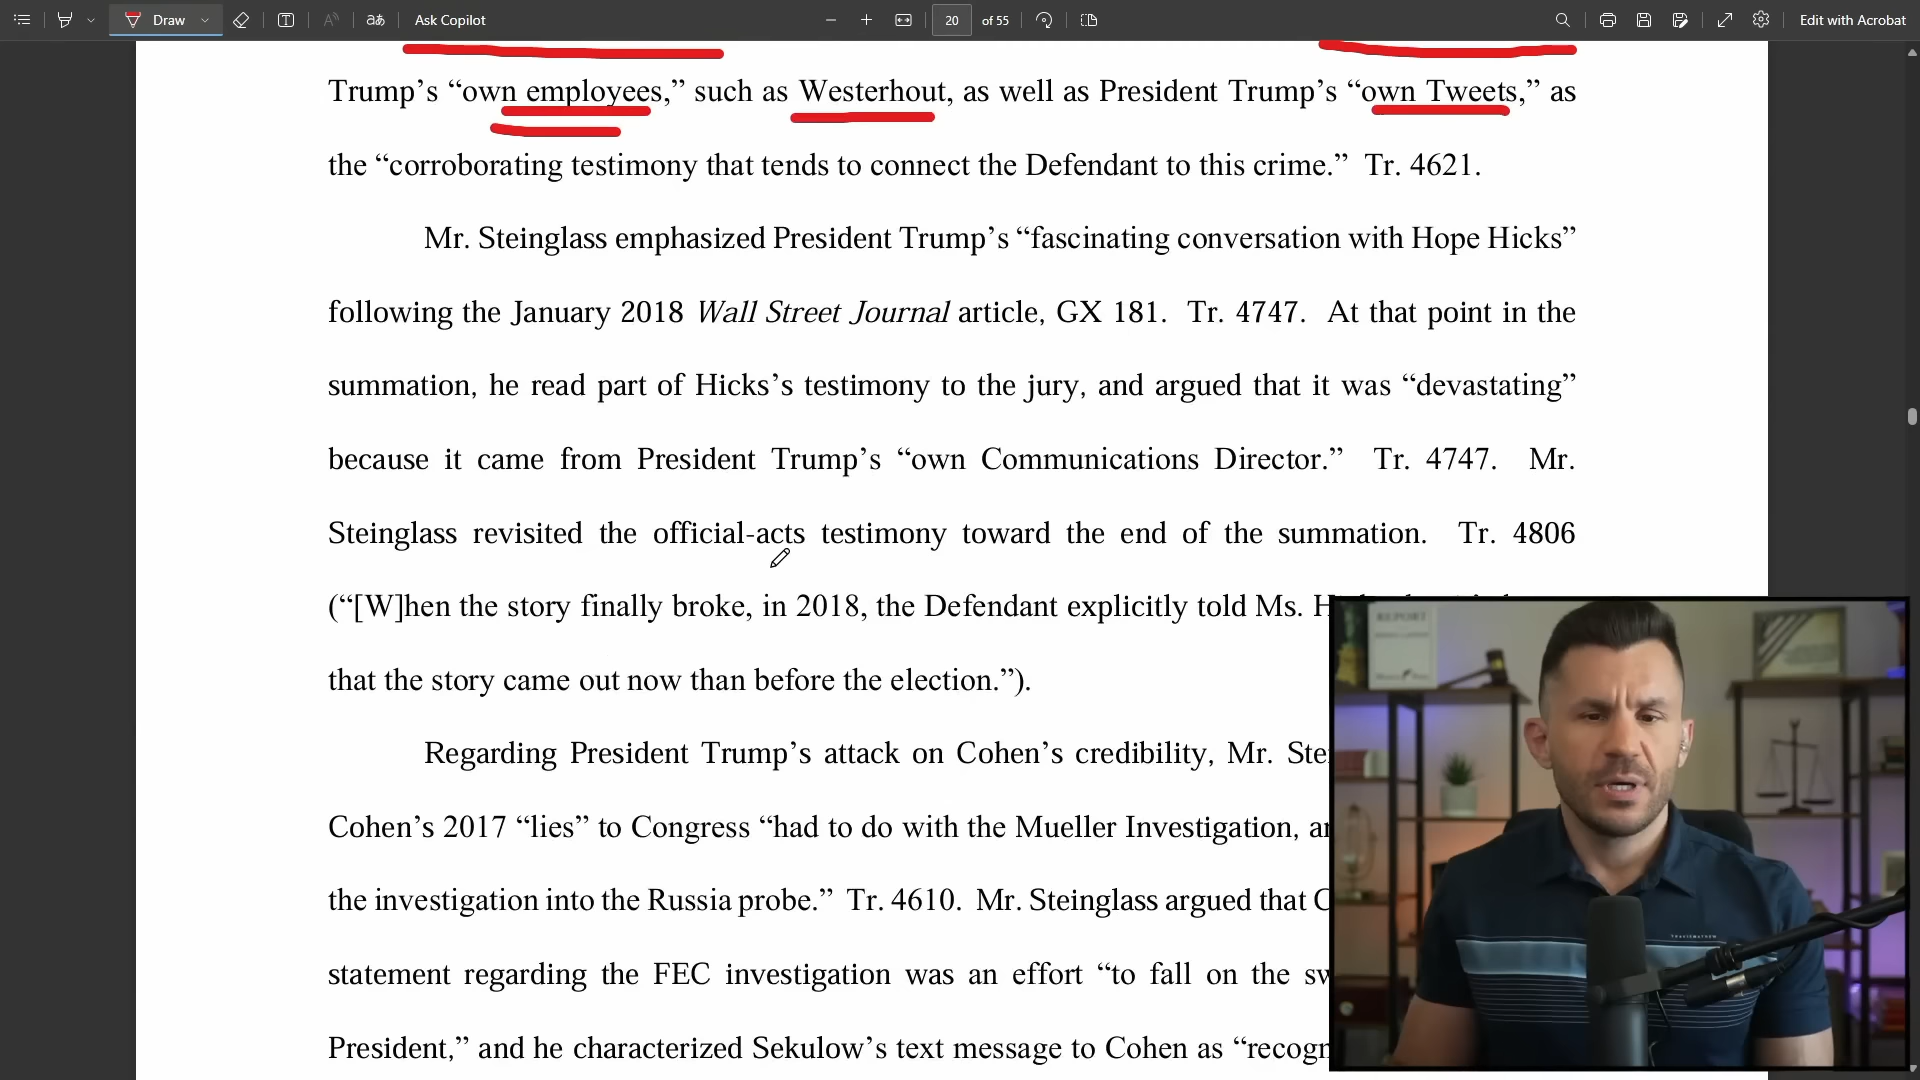 Draw
Ask Copilot
20 of 55
Edit with Acrobat
Trump’s “own employees,” such as Westerhout, as well as President Trump’s “own Tweets,” as
the “corroborating testimony that tends to connect the Defendant to this crime.” Tr. 4621.
Mr. Steinglass emphasized President Trump’s “fascinating conversation with Hope Hicks”
following the January 2018 Wall Street Journal article, GX 181. Tr. 4747. At that point in the
summation, he read part of Hicks’s testimony to the jury, and argued that it was “devastating”
because it came from President Trump’s “own Communications Director.” Tr. 4747. Mr.
Steinglass revisited the official-acts testimony toward the end of the summation. Tr. 4806
(“[W]hen the story finally broke, in 2018, the Defendant explicitly told Ms.
that the story came out now than before the election.”).
Regarding President Trump’s attack on Cohen’s credibility, Mr.
Cohen’s 2017 “lies” to Congress “had to do with the Mueller Investigation,
the investigation into the Russia probe.” Tr. 4610. Mr. Steinglass argued that
statement regarding the FEC investigation was an effort “to fall on the
President,” and he characterized Sekulow’s text message to Cohen as
REPORT